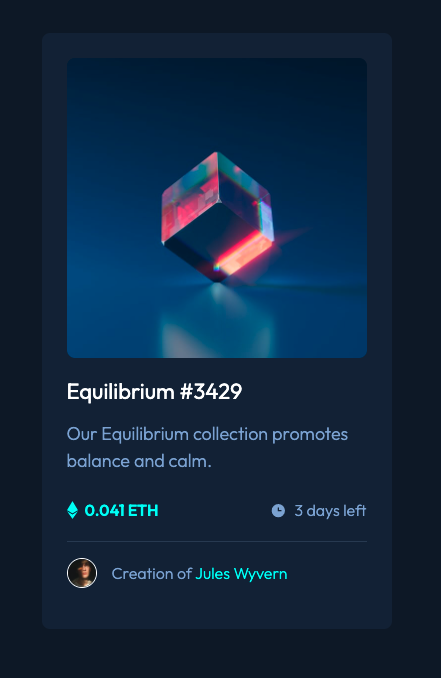 Equilibrium #3429
Our Equilibrium collection promotes
balance and calm.
0.041 ETH
3 days left
Creation of Jules Wyvern